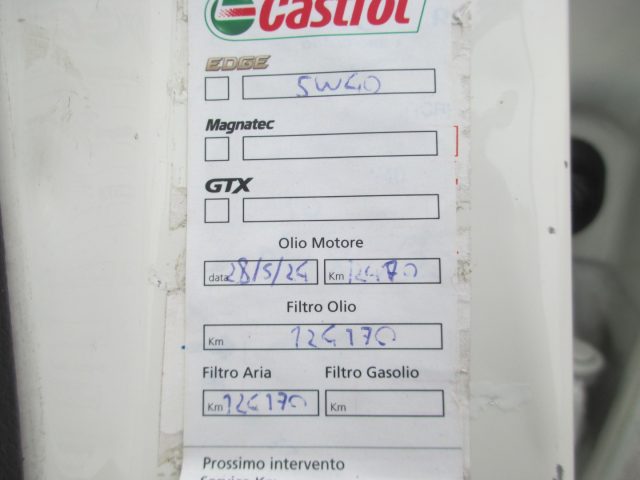 Castrol
EDGE
5W40
Magnatec
GTX
Olio Motore
data 28/5/24 Km
Filtro Olio
Km 124170
Filtro Aria Filtro Gasolio
Km 124170 Km
Prossimo intervento